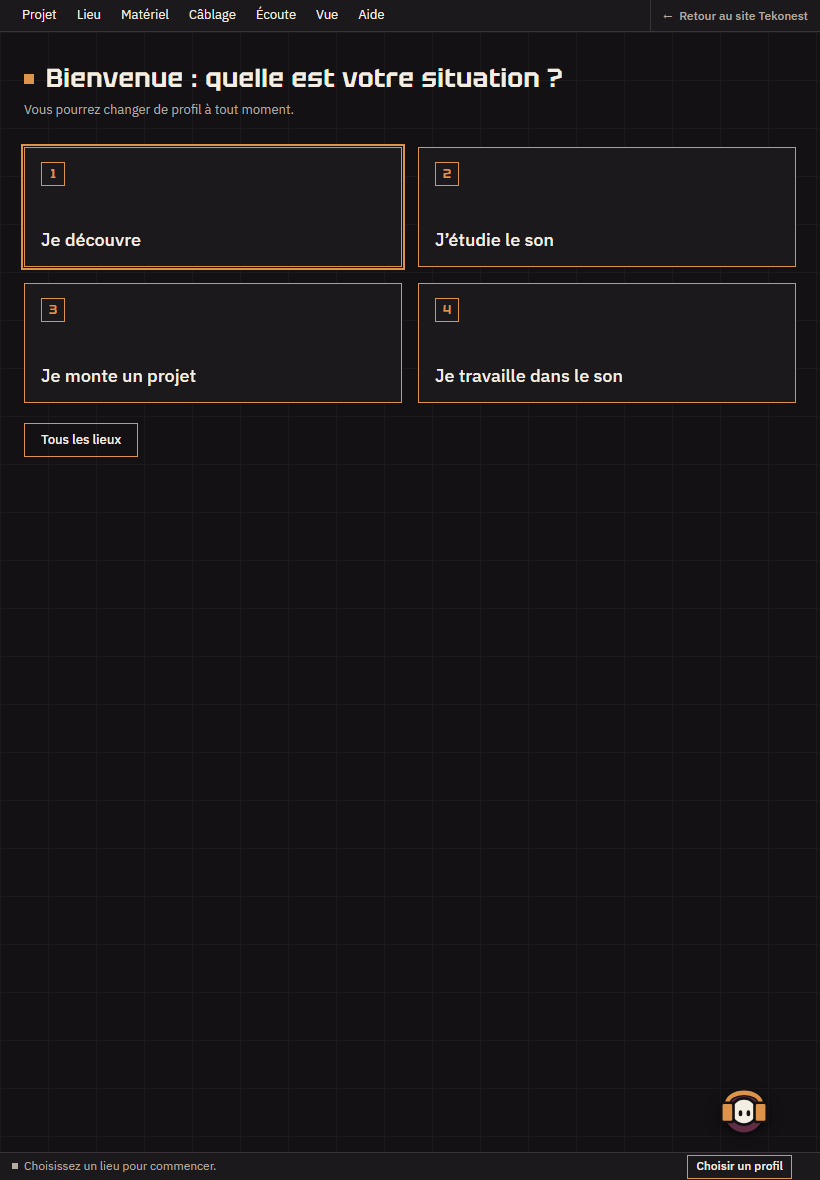 Projet Lieu Matériel Câblage Écoute Vue Aide ← Retour au site Tekonest
Bienvenue : quelle est votre situation ?
Vous pourrez changer de profil à tout moment.
1
Je découvre
2
J’étudie le son
3
Je monte un projet
4
Je travaille dans le son
Tous les lieux
Choisissez un lieu pour commencer.
Choisir un profil